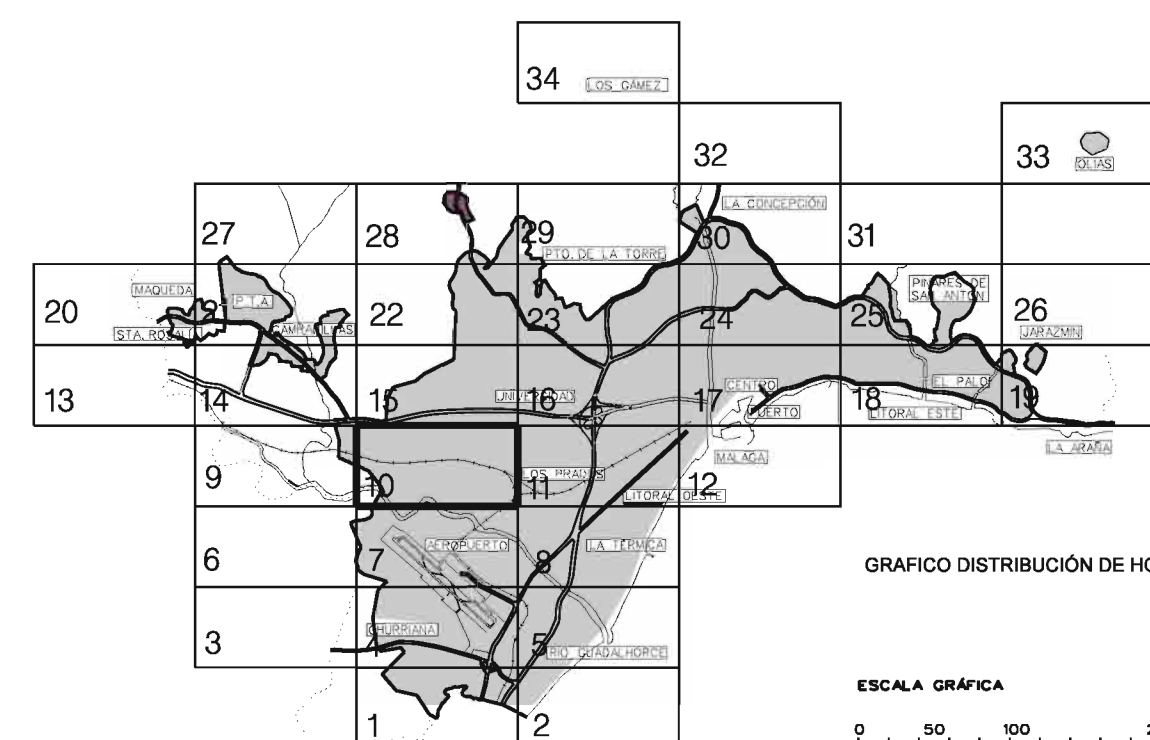 34 LOS GÁMEZ
32 33
OLIAS
LA CONCEPCIÓN
27 28 29 30 31
PTO. DE LA TORRE
MAQUEDA P.T.A. PINARES DE
SAN ANTON
20 22 23 24 25 26
STA. ROSALÍA CAMPANILLAS JARAZMIN
CENTRO EL PALO
13 14 15 UNIVERSIDAD 16 17 18 19
PUERTO LITORAL ESTE
MALAGA LA ARAÑA
9 10 LOS PRADOS 11 12
LITORAL OESTE
AEROPUERTO LA TERMICA
6 7 8
GRAFICO DISTRIBUCIÓN DE HO
CHURRIANA
3 5 RIO GUADALHORCE
ESCALA GRÁFICA
1 2
0 50 100 2